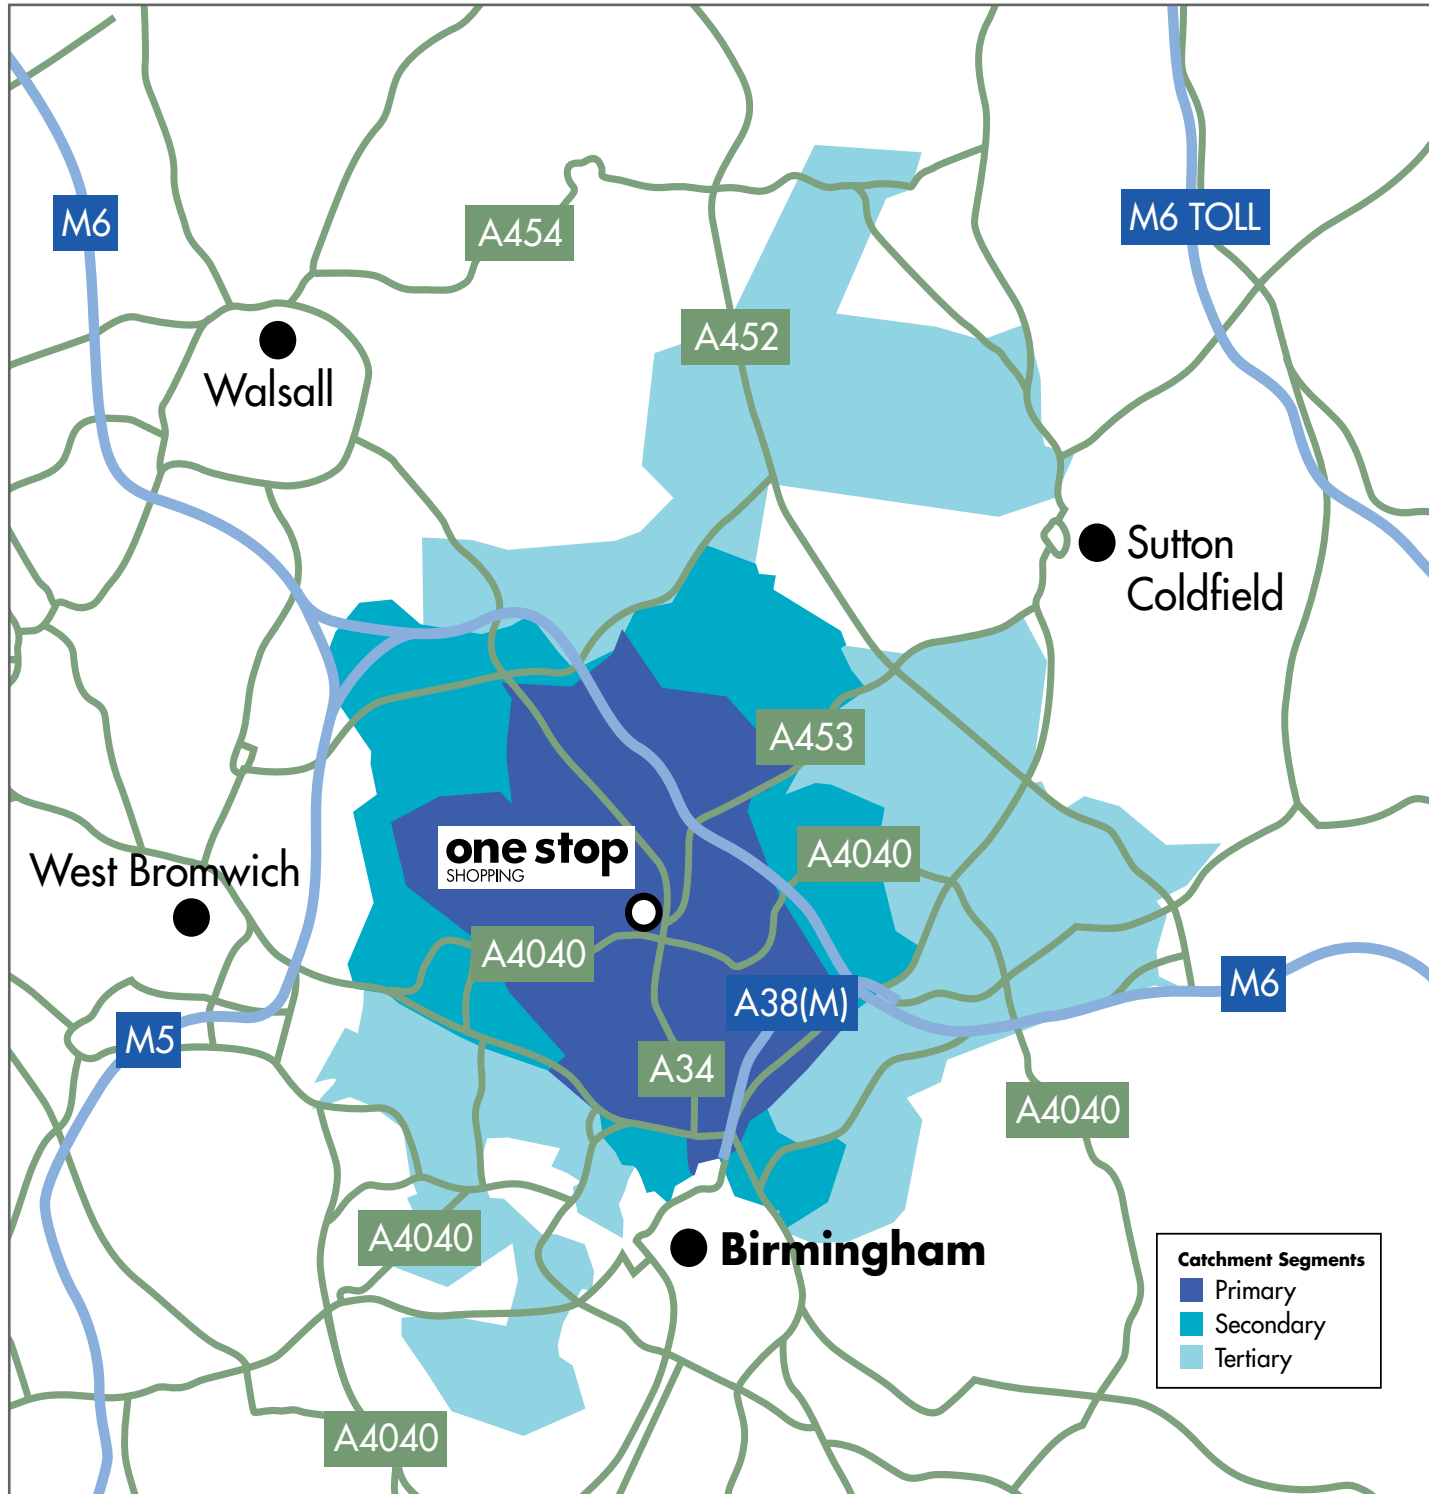 M6
A454
M6 TOLL
A452
Walsall
Sutton
Coldfield
A453
one stop
SHOPPING
A4040
West Bromwich
A4040
A38(M)
M6
M5
A34
A4040
A4040
Birmingham
Catchment Segments
Primary
Secondary
Tertiary
A4040